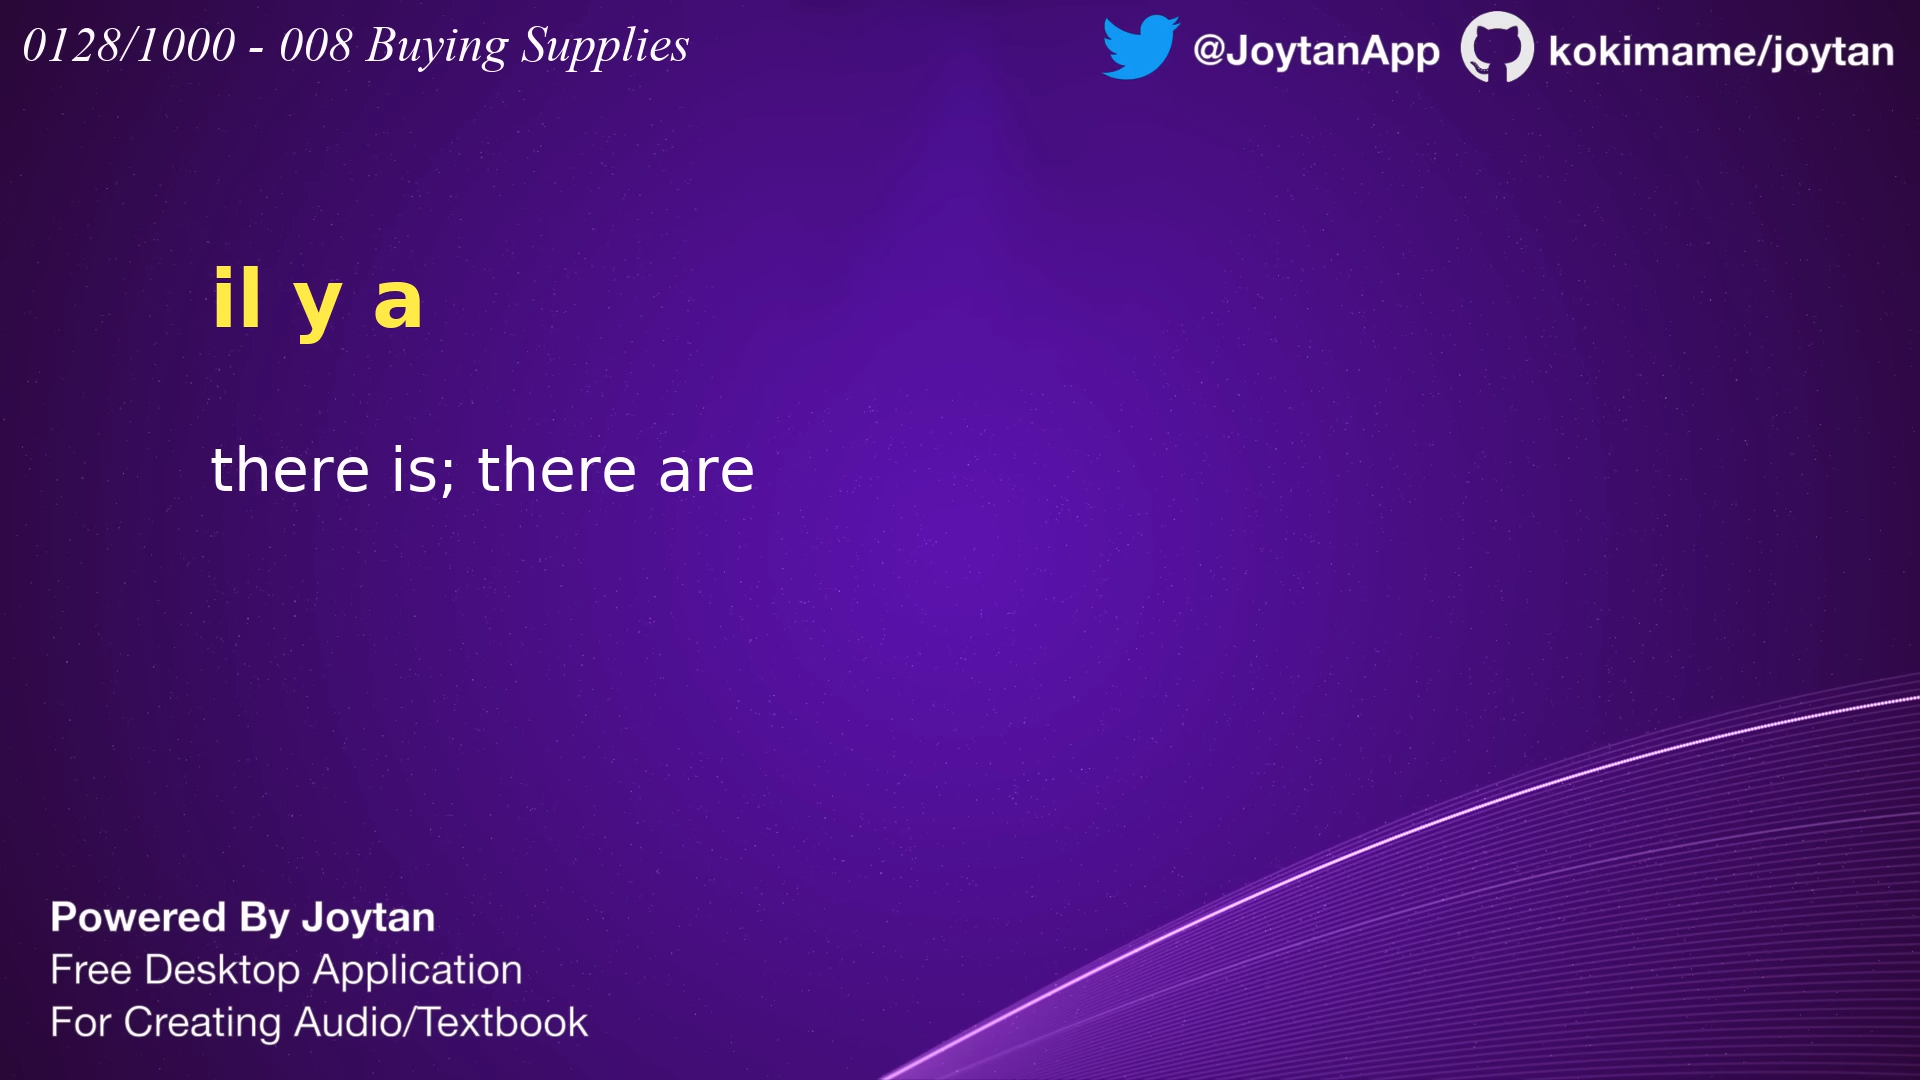 0128/1000 - 008 Buying Supplies
@JoytanApp
kokimame/joytan
il y a
there is; there are
Powered By Joytan
Free Desktop Application
For Creating Audio/Textbook